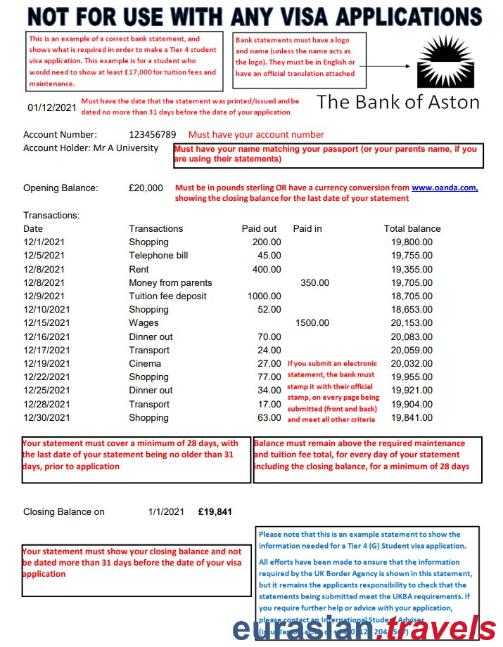 NOT FOR USE WITH ANY VISA APPLICATIONS
This is an example of a correct bank statement, and
shows what is required in order to make a Tier 4 student
visa application. This example is for a student who
would need to show at least £17,000 for tuition fees and
maintenance.
Bank statements must have a logo
and name (unless the name acts as
the logo). They must be in English or
have an official translation attached
01/12/2021 Must have the date that the statement was printed/issued and be
dated no more than 31 days before the date of your application
The Bank of Aston
Account Number: 123456789 Must have your account number
Account Holder: Mr A University Must have your name matching your passport (or your parents name, if you
are using their statements)
Opening Balance: £20,000 Must be in pounds sterling OR have a currency conversion from www.oanda.com,
showing the closing balance for the last date of your statement
Transactions:
Date Transactions Paid out Paid in Total balance
12/1/2021 Shopping 200.00 19,800.00
12/5/2021 Telephone bill 45.00 19,755.00
12/8/2021 Rent 400.00 19,355.00
12/8/2021 Money from parents 350.00 19,705.00
12/9/2021 Tuition fee deposit 1000.00 18,705.00
12/10/2021 Shopping 52.00 18,653.00
12/15/2021 Wages 1500.00 20,153.00
12/16/2021 Dinner out 70.00 20,083.00
12/17/2021 Transport 24.00 20,059.00
12/19/2021 Cinema 27.00 20,032.00
12/22/2021 Shopping 77.00 19,955.00
12/25/2021 Dinner out 34.00 19,921.00
12/28/2021 Transport 17.00 19,904.00
12/30/2021 Shopping 63.00 19,841.00
If you submit an electronic
statement, the bank must
stamp it with their official
stamp, on every page being
submitted (front and back)
and meet all other criteria
Your statement must cover a minimum of 28 days, with
the last date of your statement being no older than 31
days, prior to application
Balance must remain above the required maintenance
and tuition fee total, for every day of your statement
including the closing balance, for a minimum of 28 days
Closing Balance on 1/1/2021 £19,841
Your statement must show your closing balance and not
be dated more than 31 days before the date of your visa
application
Please note that this is an example statement to show the
information needed for a Tier 4 (G) Student visa application.
All efforts have been made to ensure that the information
required by the UK Border Agency is shown in this statement,
but it remains the applicants responsibility to check that the
statements being submitted meet the UKBA requirements. If
you require further help or advice with your application,
please contact an International Student Adviser
eurasian.travels